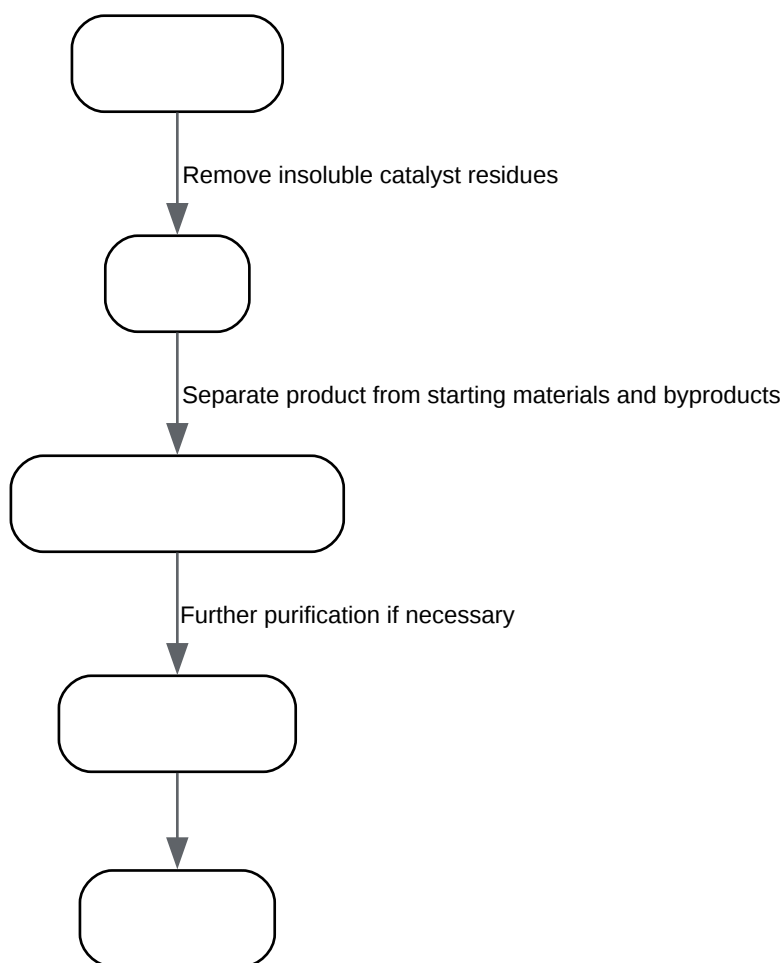 Remove insoluble catalyst residues
Separate product from starting materials and byproducts
Further purification if necessary